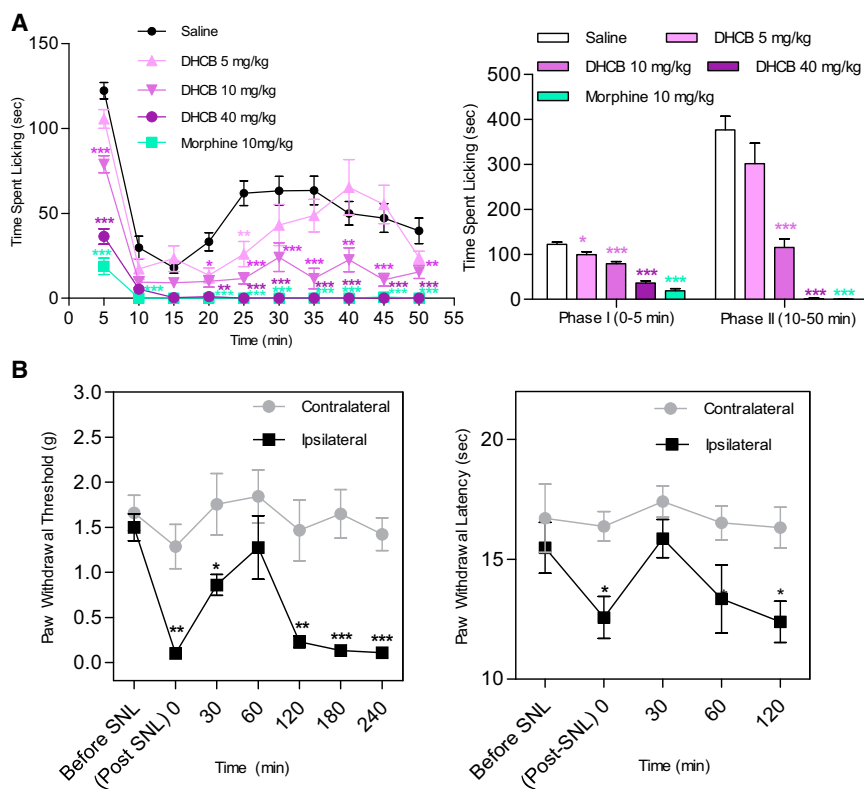 A
Saline
DHCB 5 mg/kg
DHCB 10 mg/kg
DHCB 40 mg/kg
Morphine 10mg/kg
Time Spent Licking (sec)
150
100
50
0
0 5 10 15 20 25 30 35 40 45 50 55
Time (min)
*** *** ***
*** * ** ** *** *** *** *** *** *** *** *** *** ** *** *** *** *** *** *** *** ** *** ***
Saline DHCB 5 mg/kg
DHCB 10 mg/kg DHCB 40 mg/kg
Morphine 10 mg/kg
Time Spent Licking (sec)
500
400
300
200
100
0
* *** *** *** *** *** ***
Phase I (0-5 min) Phase II (10-50 min)
B
Contralateral
Ipsilateral
Paw Withdraw al Threshold (g)
3.0
2.5
2.0
1.5
1.0
0.5
0.0
** * ** *** ***
Before SNL (Post SNL) 0 30 60 120 180 240
Time (min)
Contralateral
Ipsilateral
Paw Withdraw al Latency (sec)
20
15
10
* * *
Before SNL (Post-SNL) 0 30 60 120
Time (min)